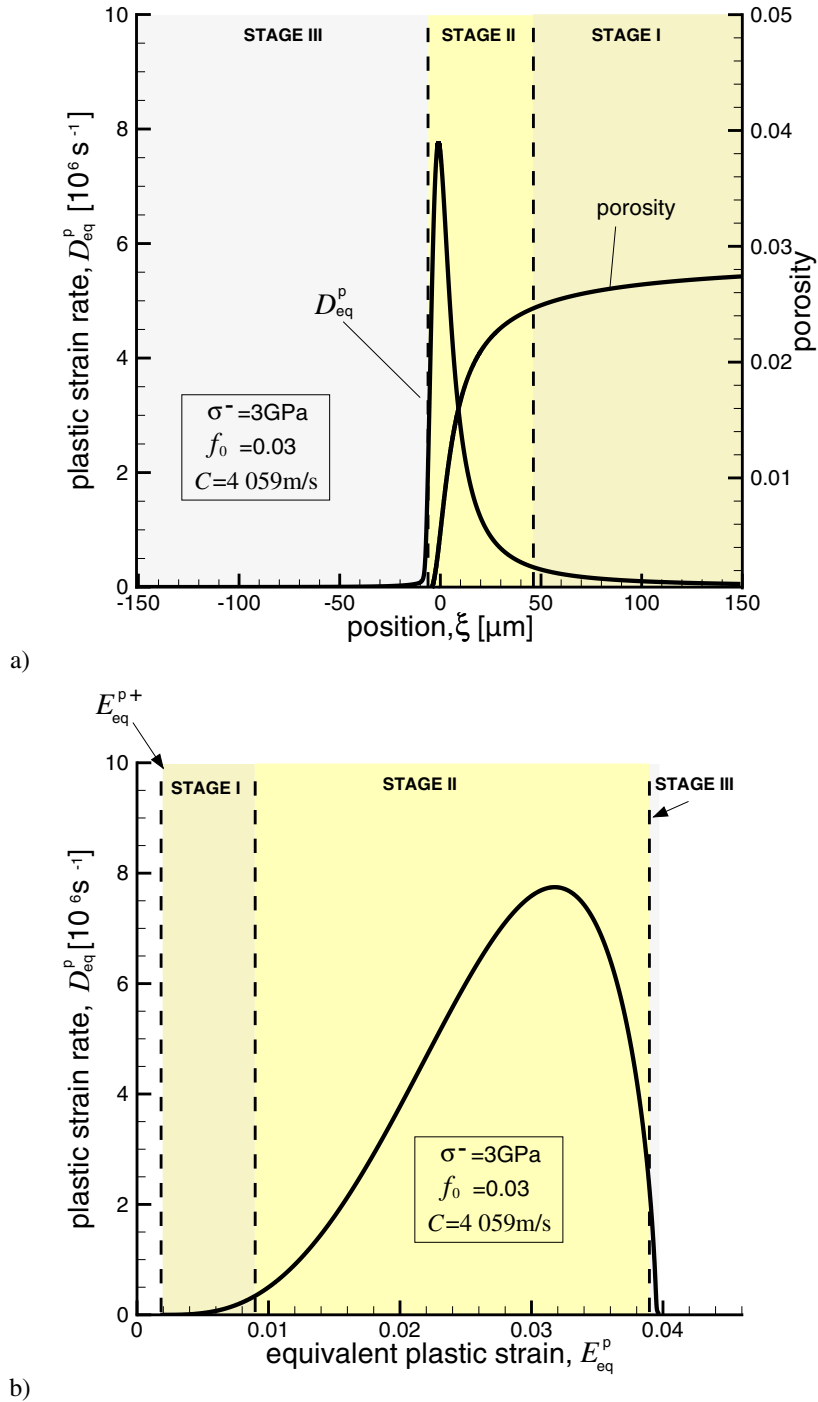 10
8
6
4
2
0
plastic strain rate, D^p_eq [10^6 s^-1]
STAGE III
STAGE II
STAGE I
0.05
0.04
0.03
0.02
0.01
porosity
porosity
D^p_eq
σ^-=3GPa
f_0 =0.03
C=4 059m/s
-150
-100
-50
0
50
100
150
position,ξ [µm]
a)
E^p+_eq
10
8
6
4
2
0
plastic strain rate, D^p_eq [10^6 s^-1]
STAGE I
STAGE II
STAGE III
σ^-=3GPa
f_0 =0.03
C=4 059m/s
0
0.01
0.02
0.03
0.04
equivalent plastic strain, E^p_eq
b)